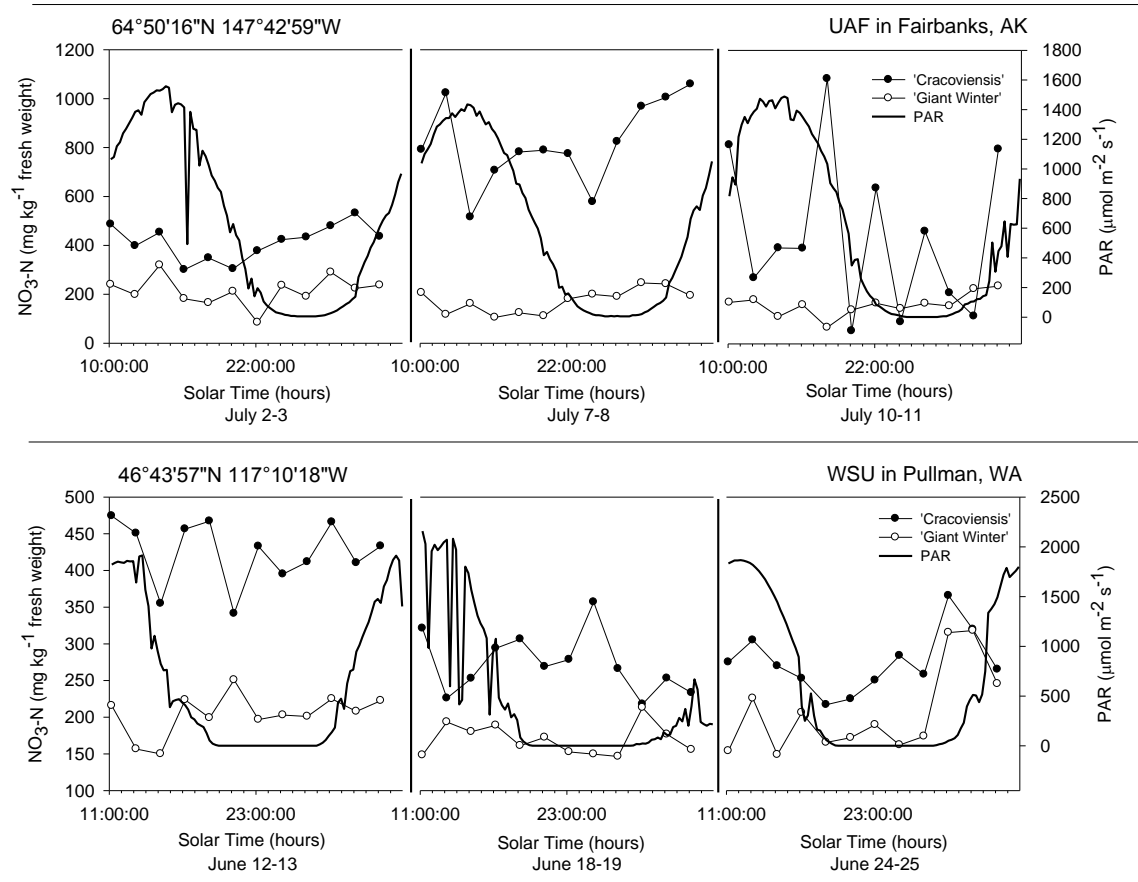 64°50'16"N 147°42'59"W
UAF in Fairbanks, AK
NO3-N (mg kg-1 fresh weight)
1200
1000
800
600
400
200
0
'Cracoviensis'
'Giant Winter'
PAR
1800
1600
1400
1200
1000
800
600
400
200
0
PAR (μmol m-2 s-1)
10:00:00 22:00:00
Solar Time (hours)
July 2-3
10:00:00 22:00:00
Solar Time (hours)
July 7-8
10:00:00 22:00:00
Solar Time (hours)
July 10-11
46°43'57"N 117°10'18"W
WSU in Pullman, WA
NO3-N (mg kg-1 fresh weight)
500
450
400
350
300
250
200
150
100
'Cracoviensis'
'Giant Winter'
PAR
2500
2000
1500
1000
500
0
PAR (μmol m-2 s-1)
11:00:00 23:00:00
Solar Time (hours)
June 12-13
11:00:00 23:00:00
Solar Time (hours)
June 18-19
11:00:00 23:00:00
Solar Time (hours)
June 24-25